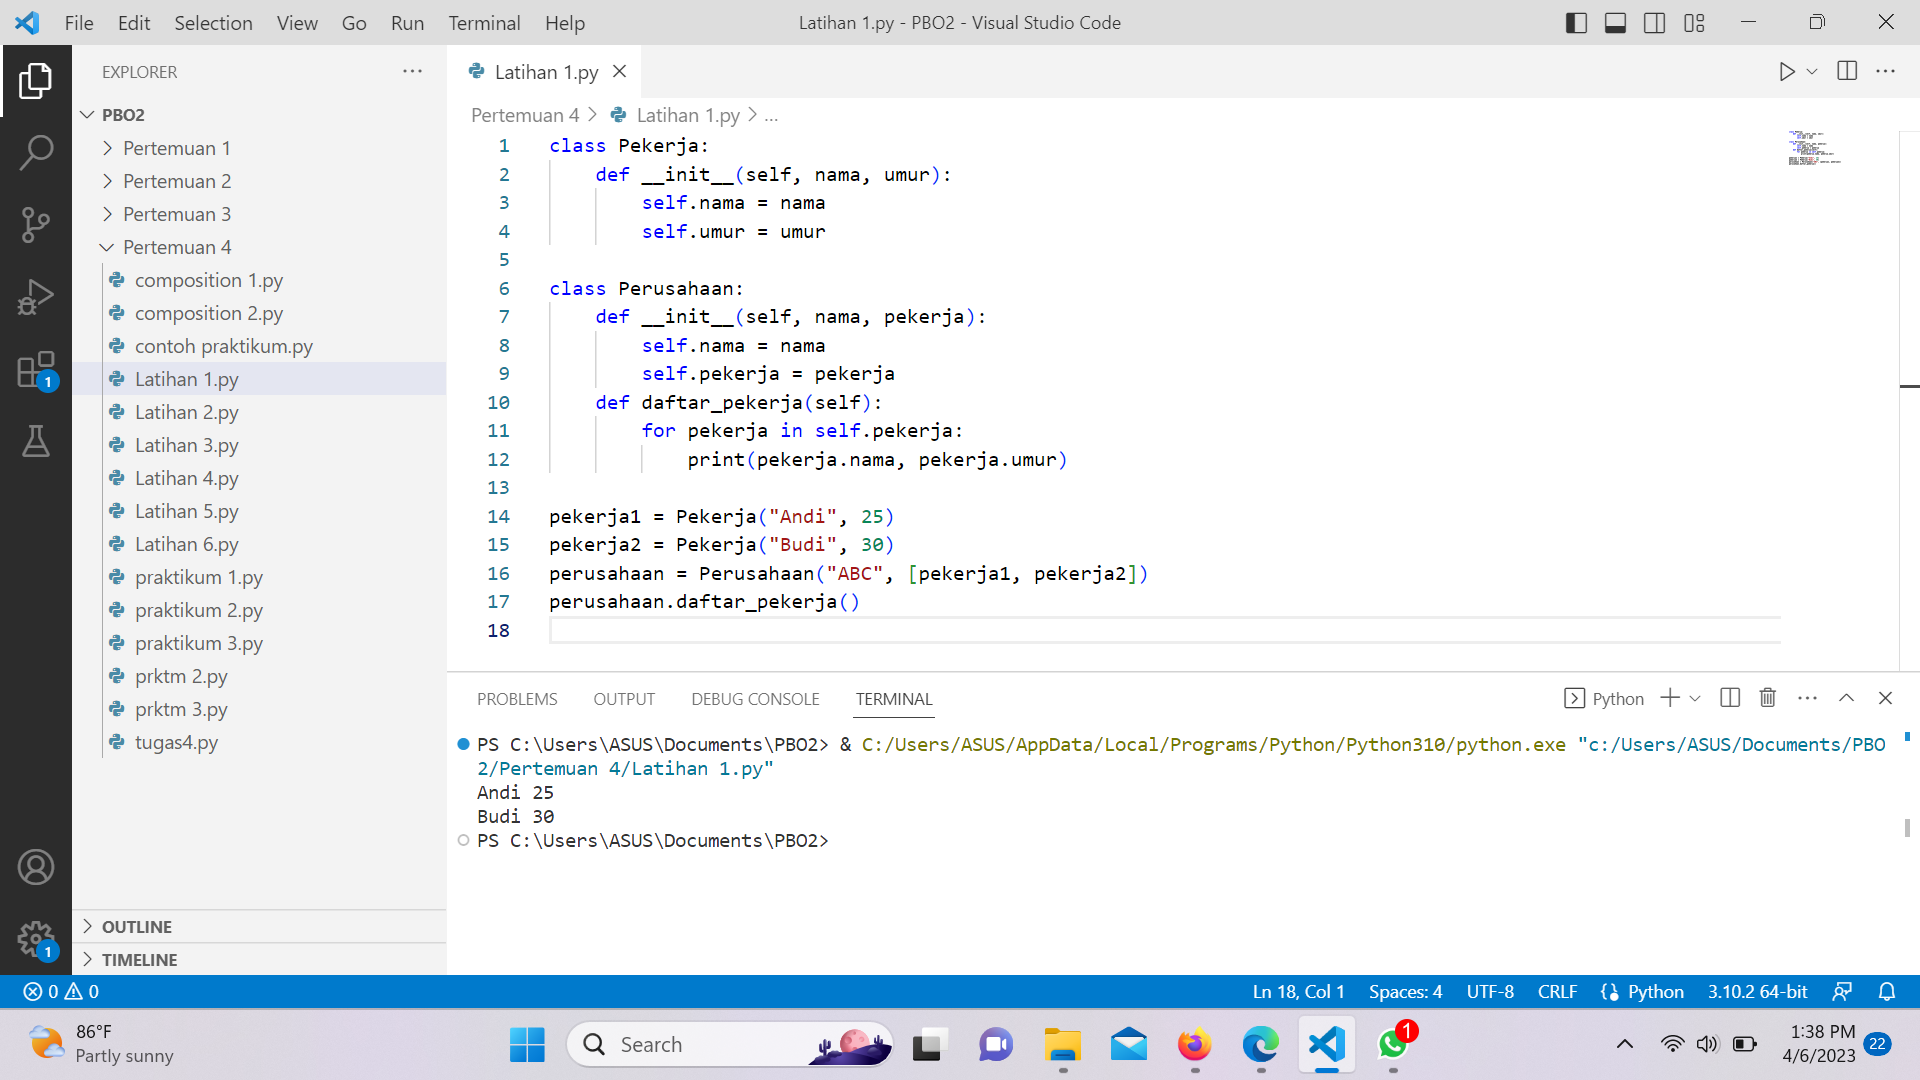 File Edit Selection View Go Run Terminal Help
Latihan 1.py - PBO2 - Visual Studio Code
EXPLORER
PBO2
Pertemuan 1
Pertemuan 2
Pertemuan 3
Pertemuan 4
composition 1.py
composition 2.py
contoh praktikum.py
Latihan 1.py
Latihan 2.py
Latihan 3.py
Latihan 4.py
Latihan 5.py
Latihan 6.py
praktikum 1.py
praktikum 2.py
praktikum 3.py
prktm 2.py
prktm 3.py
tugas4.py
OUTLINE
TIMELINE
1
1
Latihan 1.py
Pertemuan 4 > Latihan 1.py > ...
1 class Pekerja:
2     def __init__(self, nama, umur):
3         self.nama = nama
4         self.umur = umur
5
6 class Perusahaan:
7     def __init__(self, nama, pekerja):
8         self.nama = nama
9         self.pekerja = pekerja
10     def daftar_pekerja(self):
11         for pekerja in self.pekerja:
12             print(pekerja.nama, pekerja.umur)
13
14 pekerja1 = Pekerja("Andi", 25)
15 pekerja2 = Pekerja("Budi", 30)
16 perusahaan = Perusahaan("ABC", [pekerja1, pekerja2])
17 perusahaan.daftar_pekerja()
18
PROBLEMS OUTPUT DEBUG CONSOLE TERMINAL
Python
PS C:\Users\ASUS\Documents\PBO2> & C:/Users/ASUS/AppData/Local/Programs/Python/Python310/python.exe "c:/Users/ASUS/Documents/PBO
2/Pertemuan 4/Latihan 1.py"
Andi 25
Budi 30
PS C:\Users\ASUS\Documents\PBO2>
0 0
Ln 18, Col 1 Spaces: 4 UTF-8 CRLF Python 3.10.2 64-bit
86°F
Partly sunny
Search
1
1:38 PM
4/6/2023
22